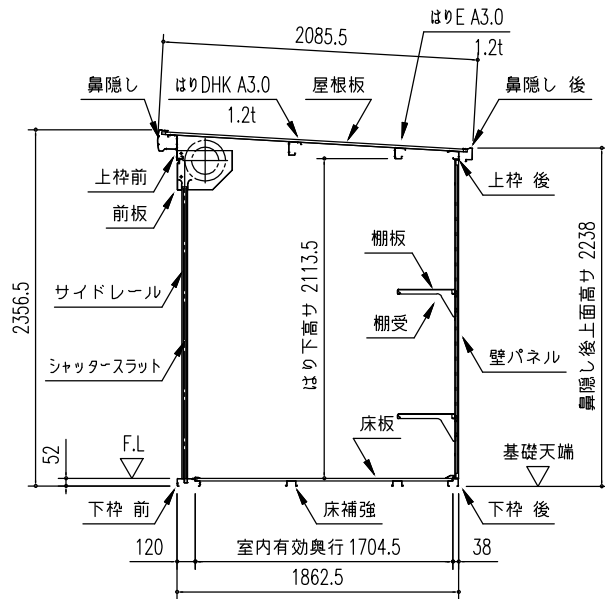 はりE A3.0
1.2t
2085.5
鼻隠し
はりDHK A3.0
1.2t
屋根板
鼻隠し 後
上枠前
前板
上枠 後
棚板
棚受
サイドレール
シャッタースラット
壁パネル
2356.5
はり下高サ 2113.5
鼻隠し後上面高サ 2238
52
F.L
床板
基礎天端
下枠 前
床補強
下枠 後
120
室内有効奥行 1704.5
38
1862.5